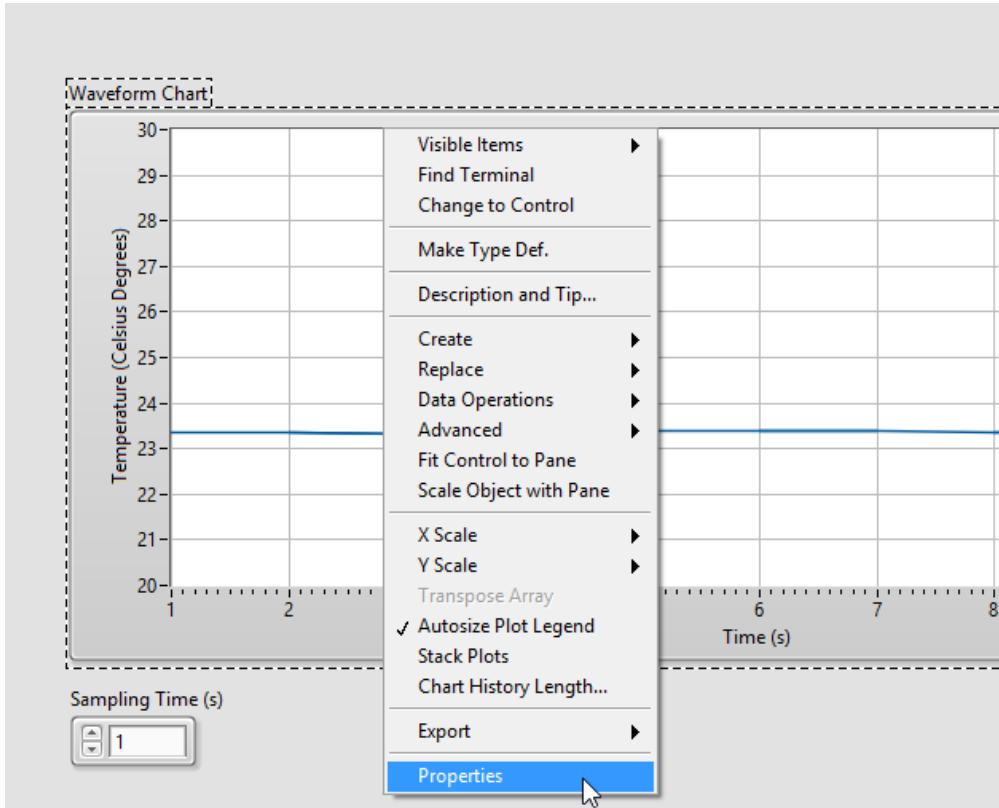 Waveform Chart
30
29
28
27
26
25
24
23
22
21
20
Temperature (Celsius Degrees)
1
2
6
7
8
Time (s)
Visible Items
Find Terminal
Change to Control
Make Type Def.
Description and Tip...
Create
Replace
Data Operations
Advanced
Fit Control to Pane
Scale Object with Pane
X Scale
Y Scale
Transpose Array
Autosize Plot Legend
Stack Plots
Chart History Length...
Export
Properties
Sampling Time (s)
1